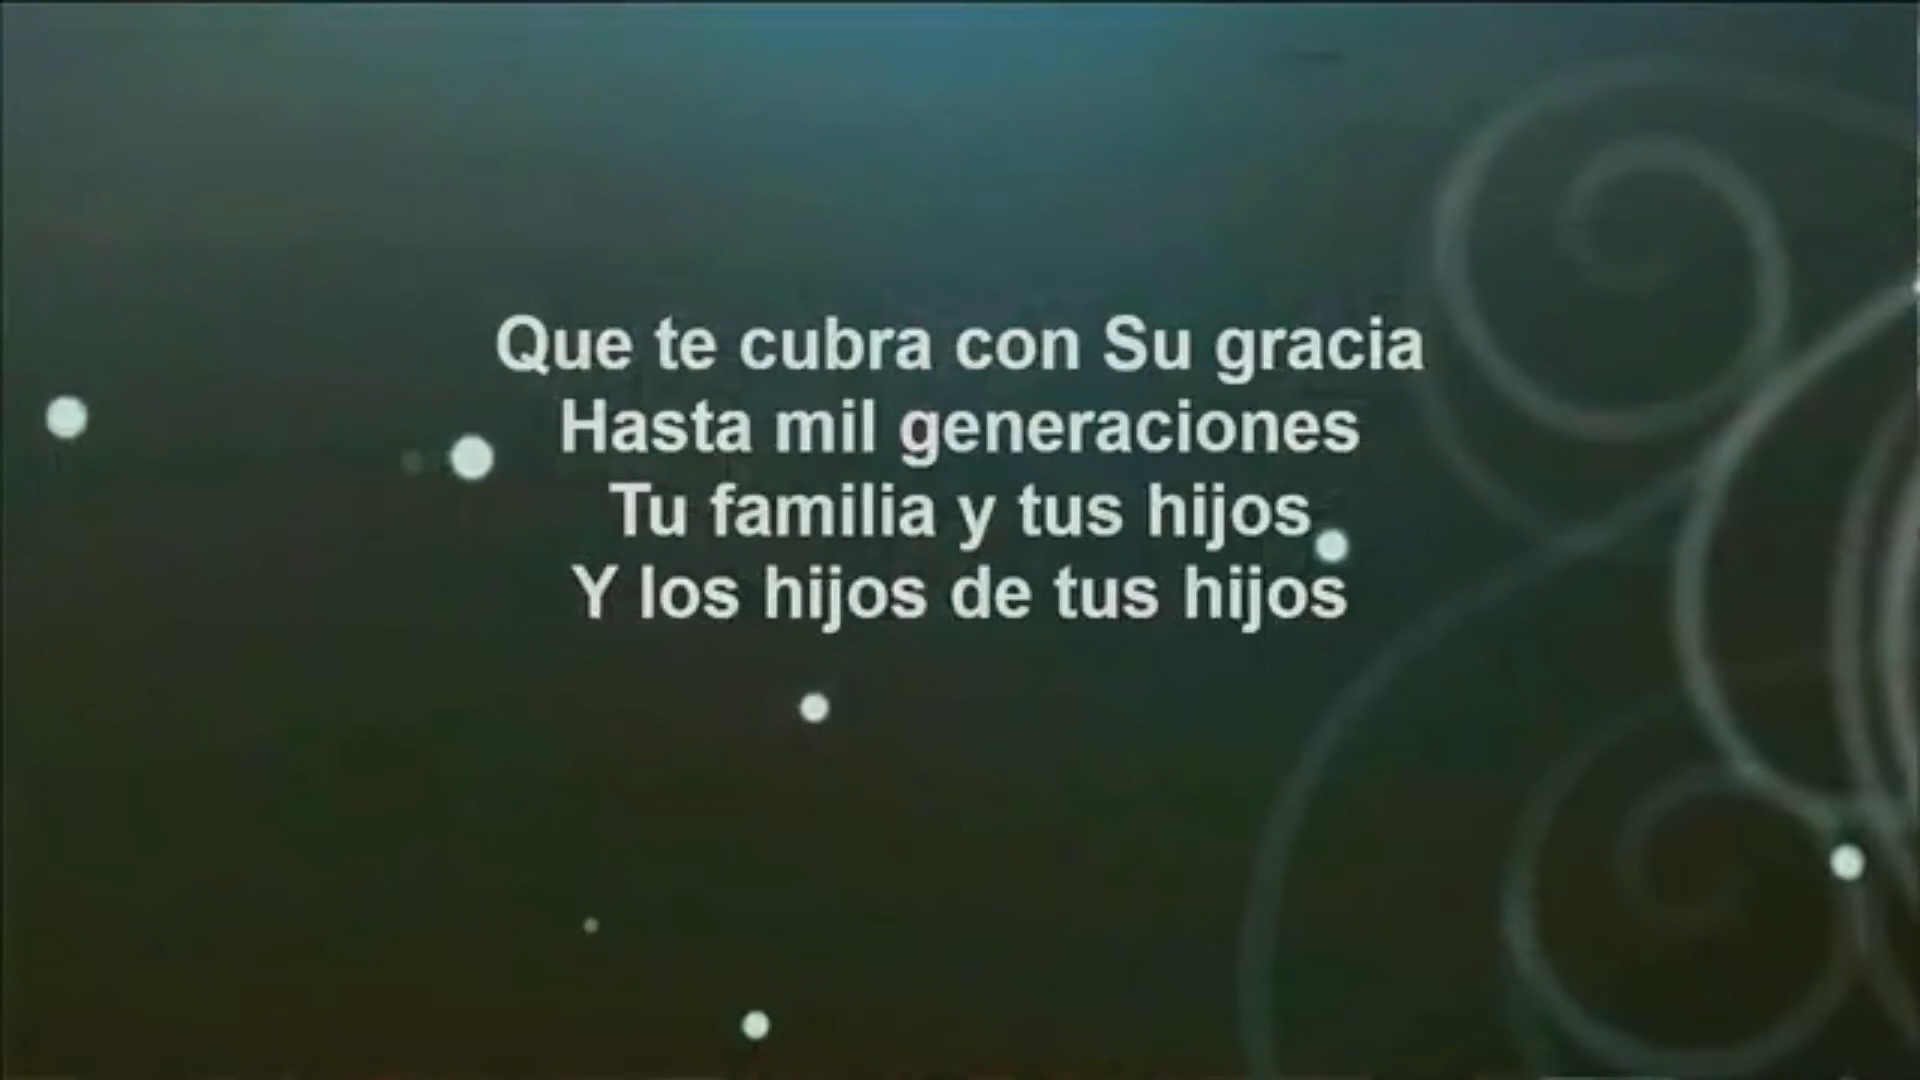 Que te cubra con Su gracia
Hasta mil generaciones
Tu familia y tus hijos
Y los hijos de tus hijos